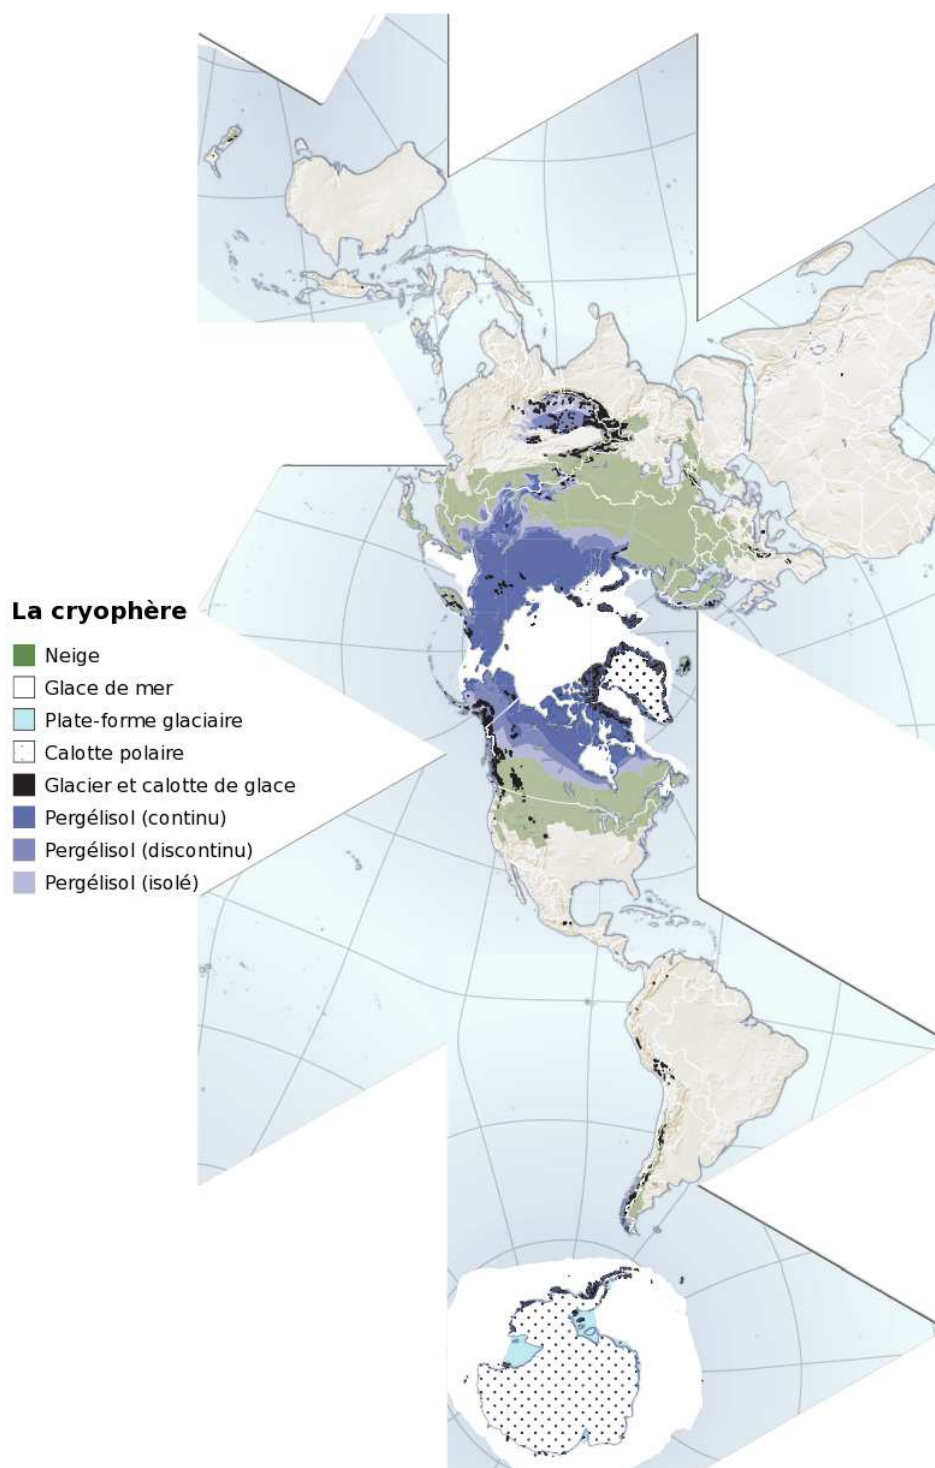 La cryophère
Neige
Glace de mer
Plate-forme glaciaire
Calotte polaire
Glacier et calotte de glace
Pergélisol (continu)
Pergélisol (discontinu)
Pergélisol (isolé)